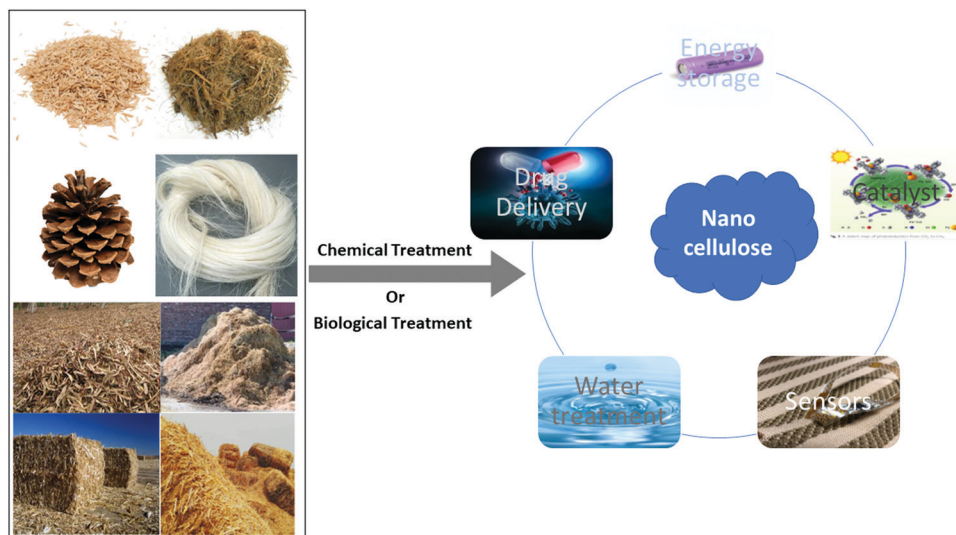 Energy
storage
Drug
Delivery
Catalyst
Nano
cellulose
Chemical Treatment
Or
Biological Treatment
Water
treatment
Sensors